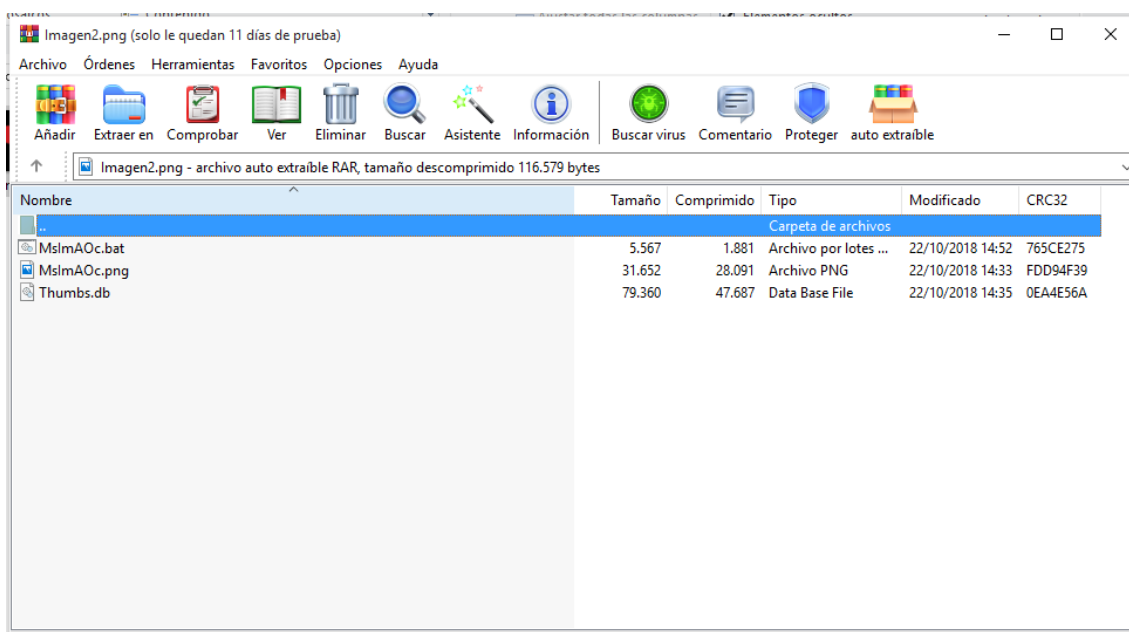 Imagen2.png (solo le quedan 11 días de prueba)
Archivo Órdenes Herramientas Favoritos Opciones Ayuda
Añadir Extraer en Comprobar Ver Eliminar Buscar Asistente Información Buscar virus Comentario Proteger auto extraíble
Imagen2.png - archivo auto extraíble RAR, tamaño descomprimido 116.579 bytes
Nombre Tamaño Comprimido Tipo Modificado CRC32
.. Carpeta de archivos
MsImAOc.bat 5.567 1.881 Archivo por lotes ... 22/10/2018 14:52 765CE275
MsImAOc.png 31.652 28.091 Archivo PNG 22/10/2018 14:33 FDD94F39
Thumbs.db 79.360 47.687 Data Base File 22/10/2018 14:35 0EA4E56A